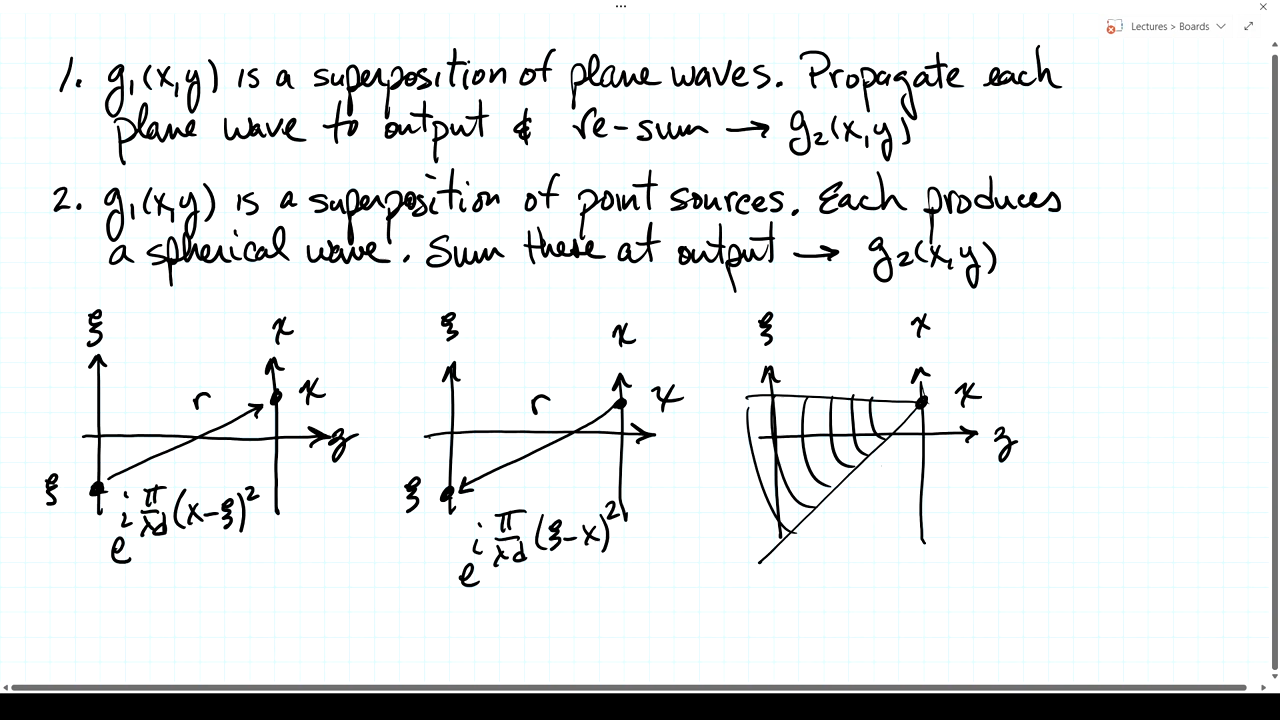 ...
Lectures > Boards
1. g₁(x,y) is a superposition of plane waves. Propagate each
plane wave to output & re-sum → g₂(x,y)
2. g₁(x,y) is a superposition of point sources. Each produces
a spherical wave. Sum these at output → g₂(x,y)
ξ x ξ x ξ x
r x r x x
z z
ξ ξ
e^{i π/λd (x-ξ)²} e^{i π/λd (ξ-x)²}